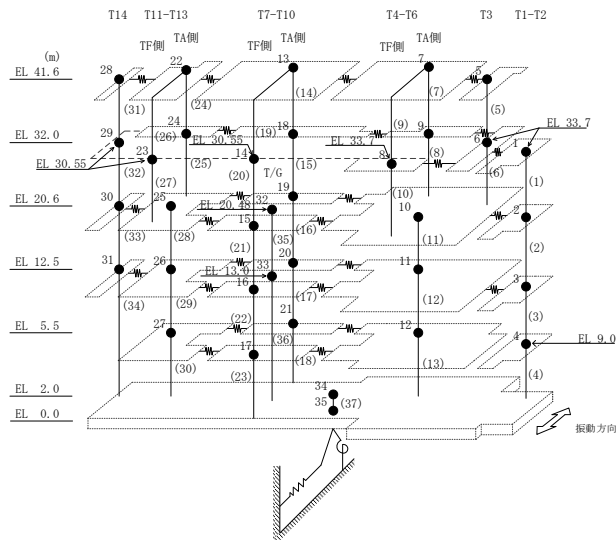 T14 T11-T13 T7-T10 T4-T6 T3 T1-T2
TF側 TA側 TF側 TA側 TF側 TA側
(m)
EL 41.6 28 22 13 7 5
(31) (24) (14) (7) (5)
EL 32.0 29 24 18 9 6 EL 33.7
(26) EL 30.55 (19) EL 33.7 (9)
EL 30.55 23 14 8 1
(32) (25) (15) (8) (6) (1)
(27) (20) T/G (10)
EL 20.6 30 25 EL 20.48 32 19 10 2
15
(33) (28) (35) (16) (11) (2)
(21)
EL 12.5 31 26 EL 13.0 33 20 11 3
16
(34) (29) (17) (12) (3)
EL 5.5 27 (22) 21 12 4 EL 9.0
17 (36)
(30) (18) (13) (4)
(23)
EL 2.0 34
35 (37)
EL 0.0
振動方向